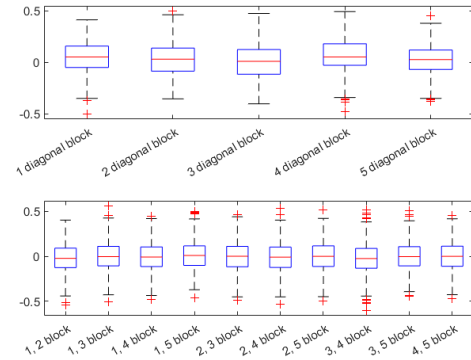 0.5
0
-0.5
1 diagonal block
2 diagonal block
3 diagonal block
4 diagonal block
5 diagonal block
0.5
0
-0.5
1, 2 block
1, 3 block
1, 4 block
1, 5 block
2, 3 block
2, 4 block
2, 5 block
3, 4 block
3, 5 block
4, 5 block